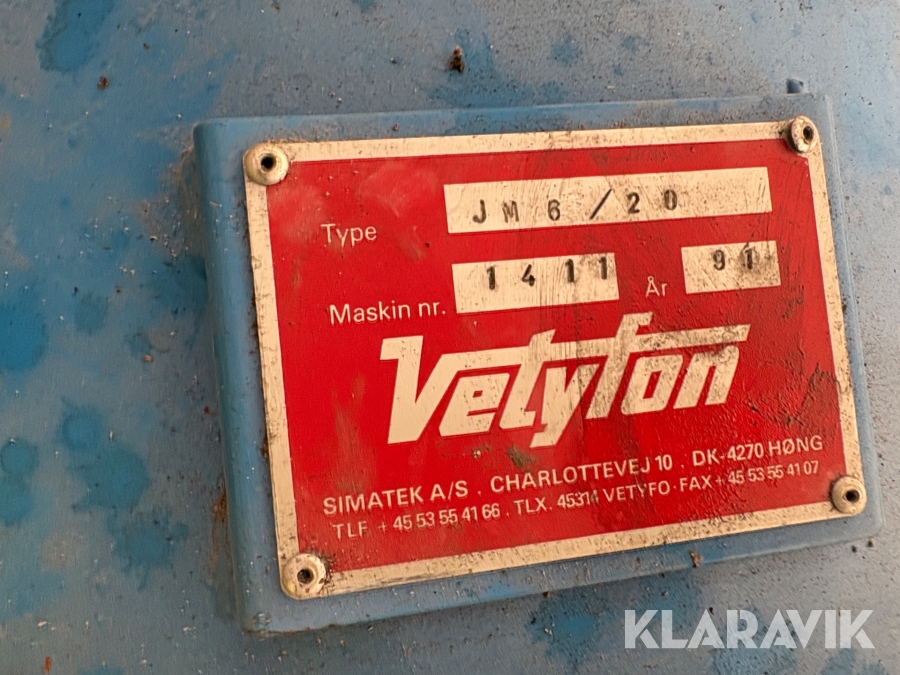 Type JM 6 / 20
Maskin nr. 1411 År 91
Vetyfon
SIMATEK A/S . CHARLOTTEVEJ 10 . DK-4270 HØNG
TLF + 45 53 55 41 66 . TLX. 45314 VETYFO · FAX + 45 53 55 41 07
KLARAVIK